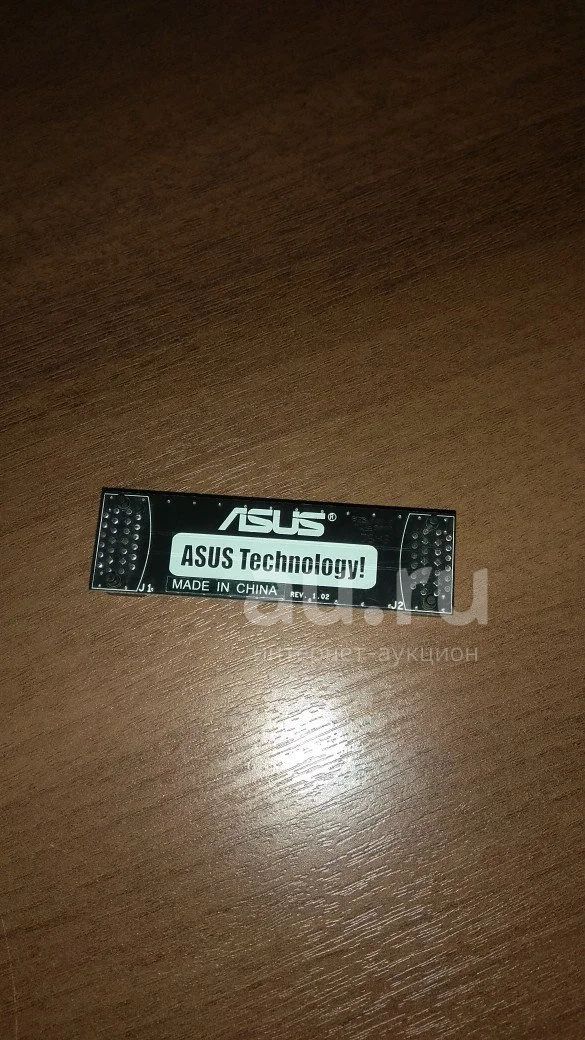 ASUS®
ASUS Technology!
MADE IN CHINA
REV. 1.02
J1
J2
au.ru
интернет-аукцион